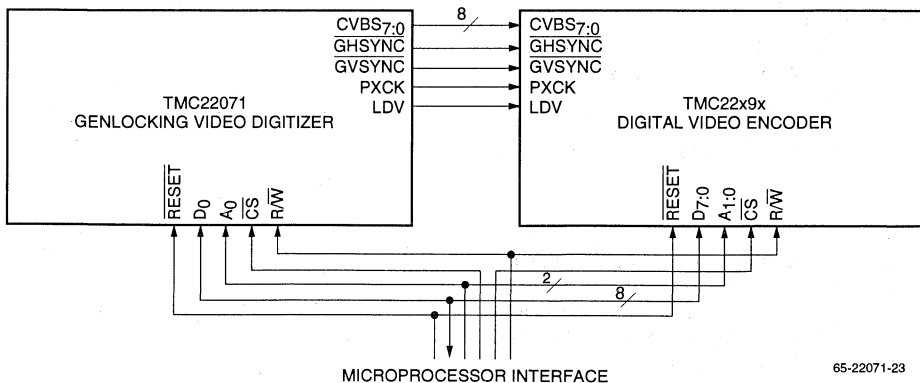 8
CVBS7:0
GHSYNC
GVSYNC
PXCK
LDV
CVBS7:0
GHSYNC
GVSYNC
PXCK
LDV
TMC22071
GENLOCKING VIDEO DIGITIZER
TMC22x9x
DIGITAL VIDEO ENCODER
RESET
D0
A0
CS
R/W
RESET
D7:0
A1:0
CS
R/W
2
8
MICROPROCESSOR INTERFACE
65-22071-23